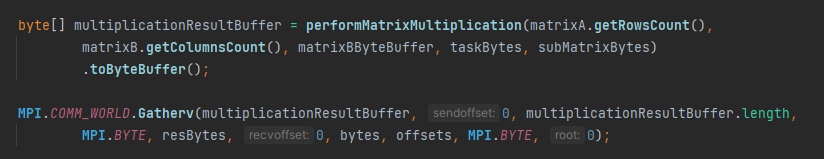 byte[] multiplicationResultBuffer = performMatrixMultiplication(matrixA.getRowsCount(),
matrixB.getColumnsCount(), matrixBByteBuffer, taskBytes, subMatrixBytes)
.toByteBuffer();
MPI.COMM_WORLD.Gatherv(multiplicationResultBuffer, sendoffset: 0, multiplicationResultBuffer.length,
MPI.BYTE, resBytes, recvoffset: 0, bytes, offsets, MPI.BYTE, root: 0);